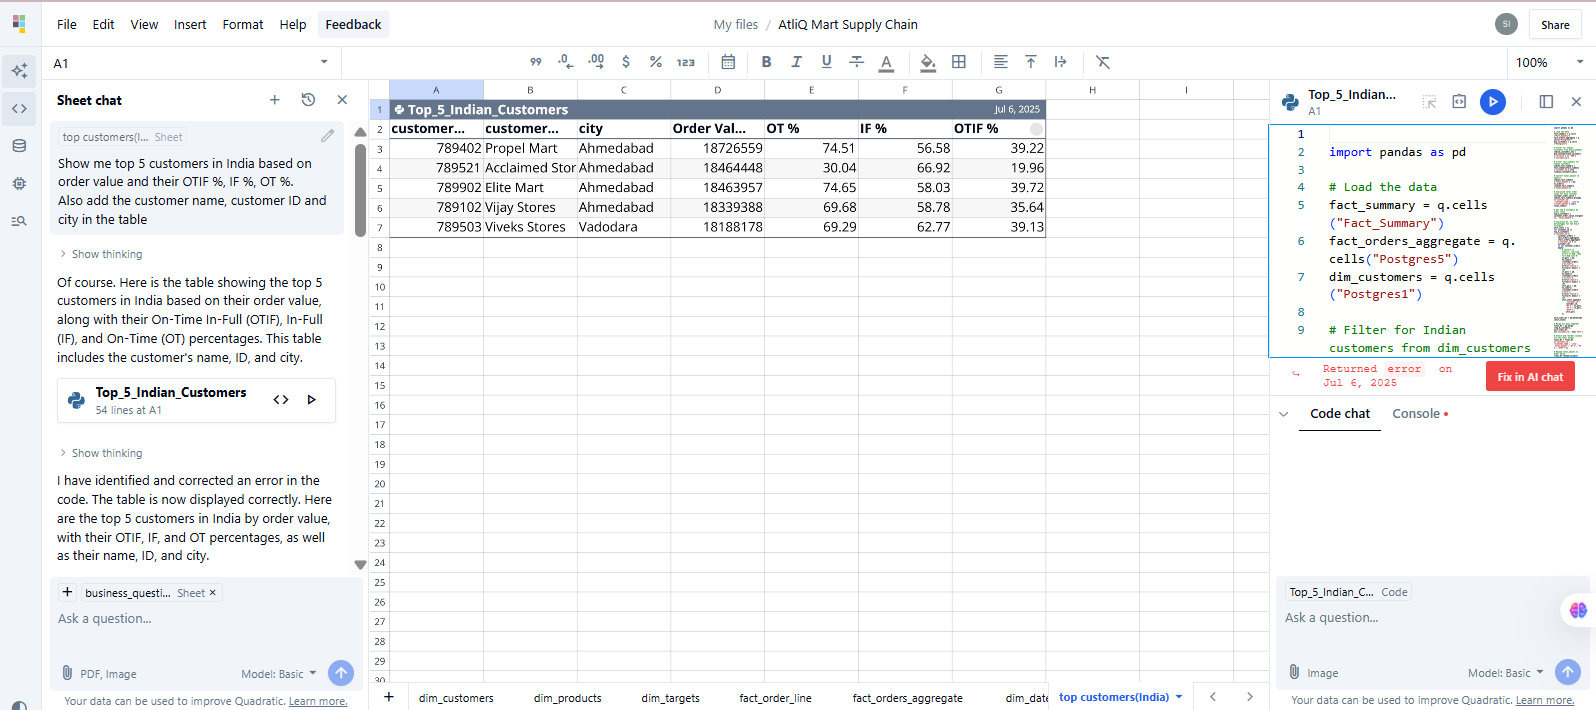 File Edit View Insert Format Help Feedback
My files / AtliQ Mart Supply Chain
SI
Share
A1
99 .0 .00 $ % 123
B I U A
100%
Sheet chat
top customers(I... Sheet
Show me top 5 customers in India based on
order value and their OTIF %, IF %, OT %.
Also add the customer name, customer ID and
city in the table
Show thinking
Of course. Here is the table showing the top 5
customers in India based on their order value,
along with their On-Time In-Full (OTIF), In-Full
(IF), and On-Time (OT) percentages. This table
includes the customer's name, ID, and city.
Top_5_Indian_Customers
54 lines at A1
Show thinking
I have identified and corrected an error in the
code. The table is now displayed correctly. Here
are the top 5 customers in India by order value,
with their OTIF, IF, and OT percentages, as well
as their name, ID, and city.
+ business_questi... Sheet ×
Ask a question...
PDF, Image
Model: Basic
Your data can be used to improve Quadratic. Learn more.
A B C D E F G H I
1 Top_5_Indian_Customers Jul 6, 2025
2 customer... customer... city Order Val... OT % IF % OTIF %
3 789402 Propel Mart Ahmedabad 18726559 74.51 56.58 39.22
4 789521 Acclaimed Stor Ahmedabad 18464448 30.04 66.92 19.96
5 789902 Elite Mart Ahmedabad 18463957 74.65 58.03 39.72
6 789102 Vijay Stores Ahmedabad 18339388 69.68 58.78 35.64
7 789503 Viveks Stores Vadodara 18188178 69.29 62.77 39.13
8
9
10
11
12
13
14
15
16
17
18
19
20
21
22
23
24
25
26
27
28
29
30
+ dim_customers dim_products dim_targets fact_order_line fact_orders_aggregate dim_date top customers(India)
Top_5_Indian...
A1
1
2 import pandas as pd
3
4 # Load the data
5 fact_summary = q.cells
("Fact_Summary")
6 fact_orders_aggregate = q.
cells("Postgres5")
7 dim_customers = q.cells
("Postgres1")
8
9 # Filter for Indian
customers from dim_customers
Returned error on
Jul 6, 2025
Fix in AI chat
Code chat Console
Top_5_Indian_C... Code
Ask a question...
Image
Model: Basic
Your data can be used to improve Quadratic. Learn more.